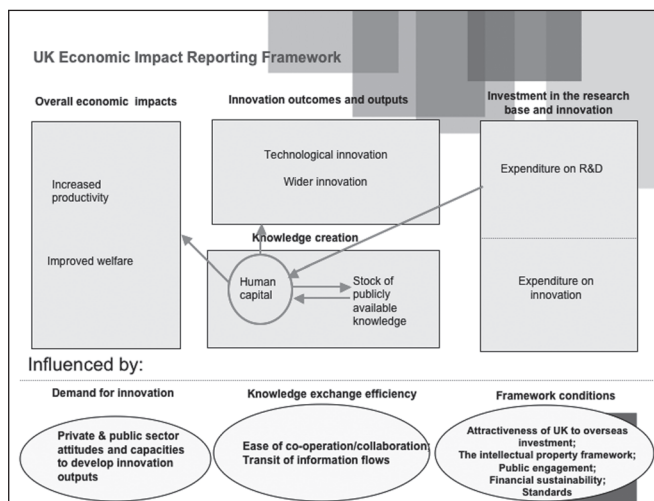 UK Economic Impact Reporting Framework
Overall economic impacts
Increased
productivity
Improved welfare
Innovation outcomes and outputs
Technological innovation
Wider innovation
Knowledge creation
Human
capital
Stock of
publicly
available
knowledge
Investment in the research
base and innovation
Expenditure on R&D
Expenditure on
innovation
Influenced by:
Demand for innovation
Private & public sector
attitudes and capacities
to develop innovation
outputs
Knowledge exchange efficiency
Ease of co-operation/collaboration;
Transit of information flows
Framework conditions
Attractiveness of UK to overseas
investment;
The intellectual property framework;
Public engagement;
Financial sustainability;
Standards